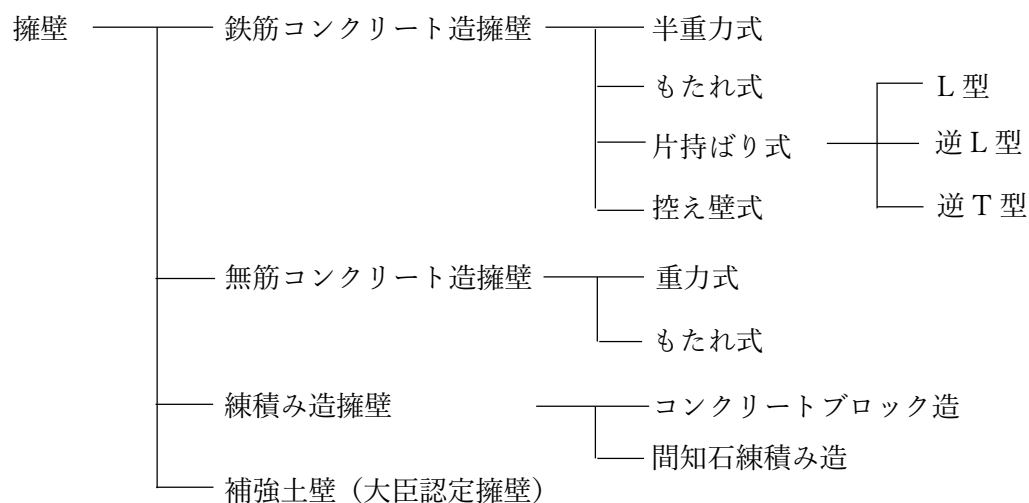 擁壁 鉄筋コンクリート造擁壁 半重力式
もたれ式 L型
片持ばり式 逆L型
控え壁式 逆T型
無筋コンクリート造擁壁 重力式
もたれ式
練積み造擁壁 コンクリートブロック造
間知石練積み造
補強土壁（大臣認定擁壁）